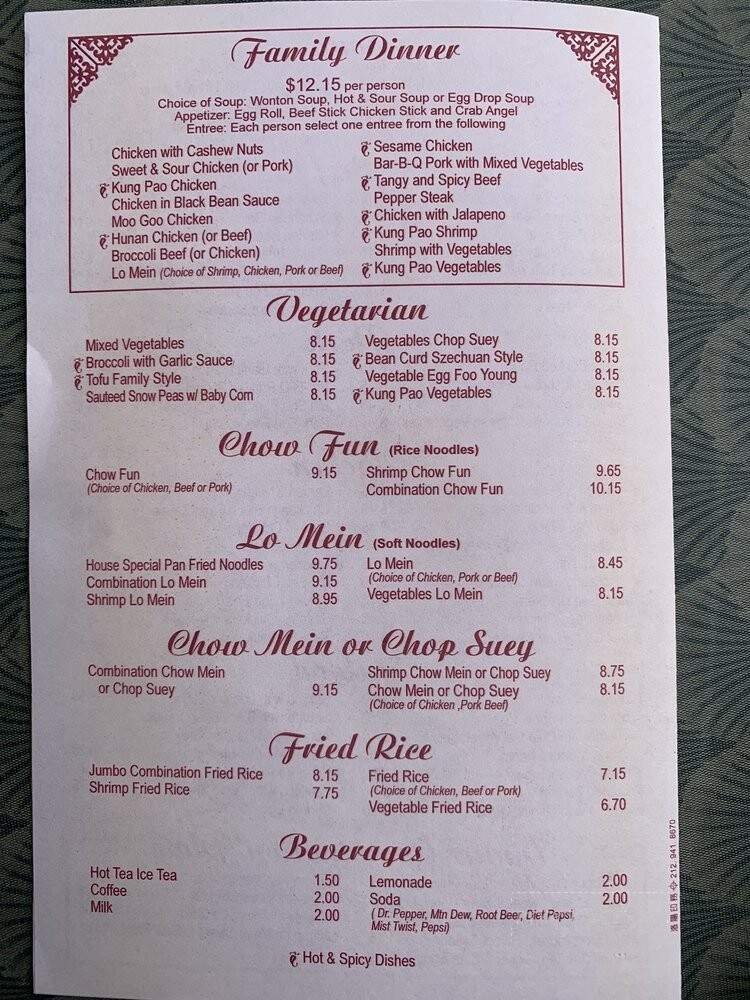 Family Dinner
$12.15 per person
Choice of Soup: Wonton Soup, Hot & Sour Soup or Egg Drop Soup
Appetizer: Egg Roll, Beef Stick Chicken Stick and Crab Angel
Entree: Each person select one entree from the following
Chicken with Cashew Nuts
Sweet & Sour Chicken (or Pork)
Kung Pao Chicken
Chicken in Black Bean Sauce
Moo Goo Chicken
Hunan Chicken (or Beef)
Broccoli Beef (or Chicken)
Lo Mein (Choice of Shrimp, Chicken, Pork or Beef)
Sesame Chicken
Bar-B-Q Pork with Mixed Vegetables
Tangy and Spicy Beef
Pepper Steak
Chicken with Jalapeno
Kung Pao Shrimp
Shrimp with Vegetables
Kung Pao Vegetables
Vegetarian
Mixed Vegetables 8.15
Broccoli with Garlic Sauce 8.15
Tofu Family Style 8.15
Sauteed Snow Peas w/ Baby Corn 8.15
Vegetables Chop Suey 8.15
Bean Curd Szechuan Style 8.15
Vegetable Egg Foo Young 8.15
Kung Pao Vegetables 8.15
Chow Fun (Rice Noodles)
Chow Fun 9.15
(Choice of Chicken, Beef or Pork)
Shrimp Chow Fun 9.65
Combination Chow Fun 10.15
Lo Mein (Soft Noodles)
House Special Pan Fried Noodles 9.75
Combination Lo Mein 9.15
Shrimp Lo Mein 8.95
Lo Mein 8.45
(Choice of Chicken, Pork or Beef)
Vegetables Lo Mein 8.15
Chow Mein or Chop Suey
Combination Chow Mein
or Chop Suey 9.15
Shrimp Chow Mein or Chop Suey 8.75
Chow Mein or Chop Suey 8.15
(Choice of Chicken ,Pork Beef)
Fried Rice
Jumbo Combination Fried Rice 8.15
Shrimp Fried Rice 7.75
Fried Rice 7.15
(Choice of Chicken, Beef or Pork)
Vegetable Fried Rice 6.70
Beverages
Hot Tea Ice Tea 1.50
Coffee 2.00
Milk 2.00
Lemonade 2.00
Soda 2.00
( Dr. Pepper, Mtn Dew, Root Beer, Diet Pepsi,
Mist Twist, Pepsi)
Hot & Spicy Dishes
212. 941. 8670